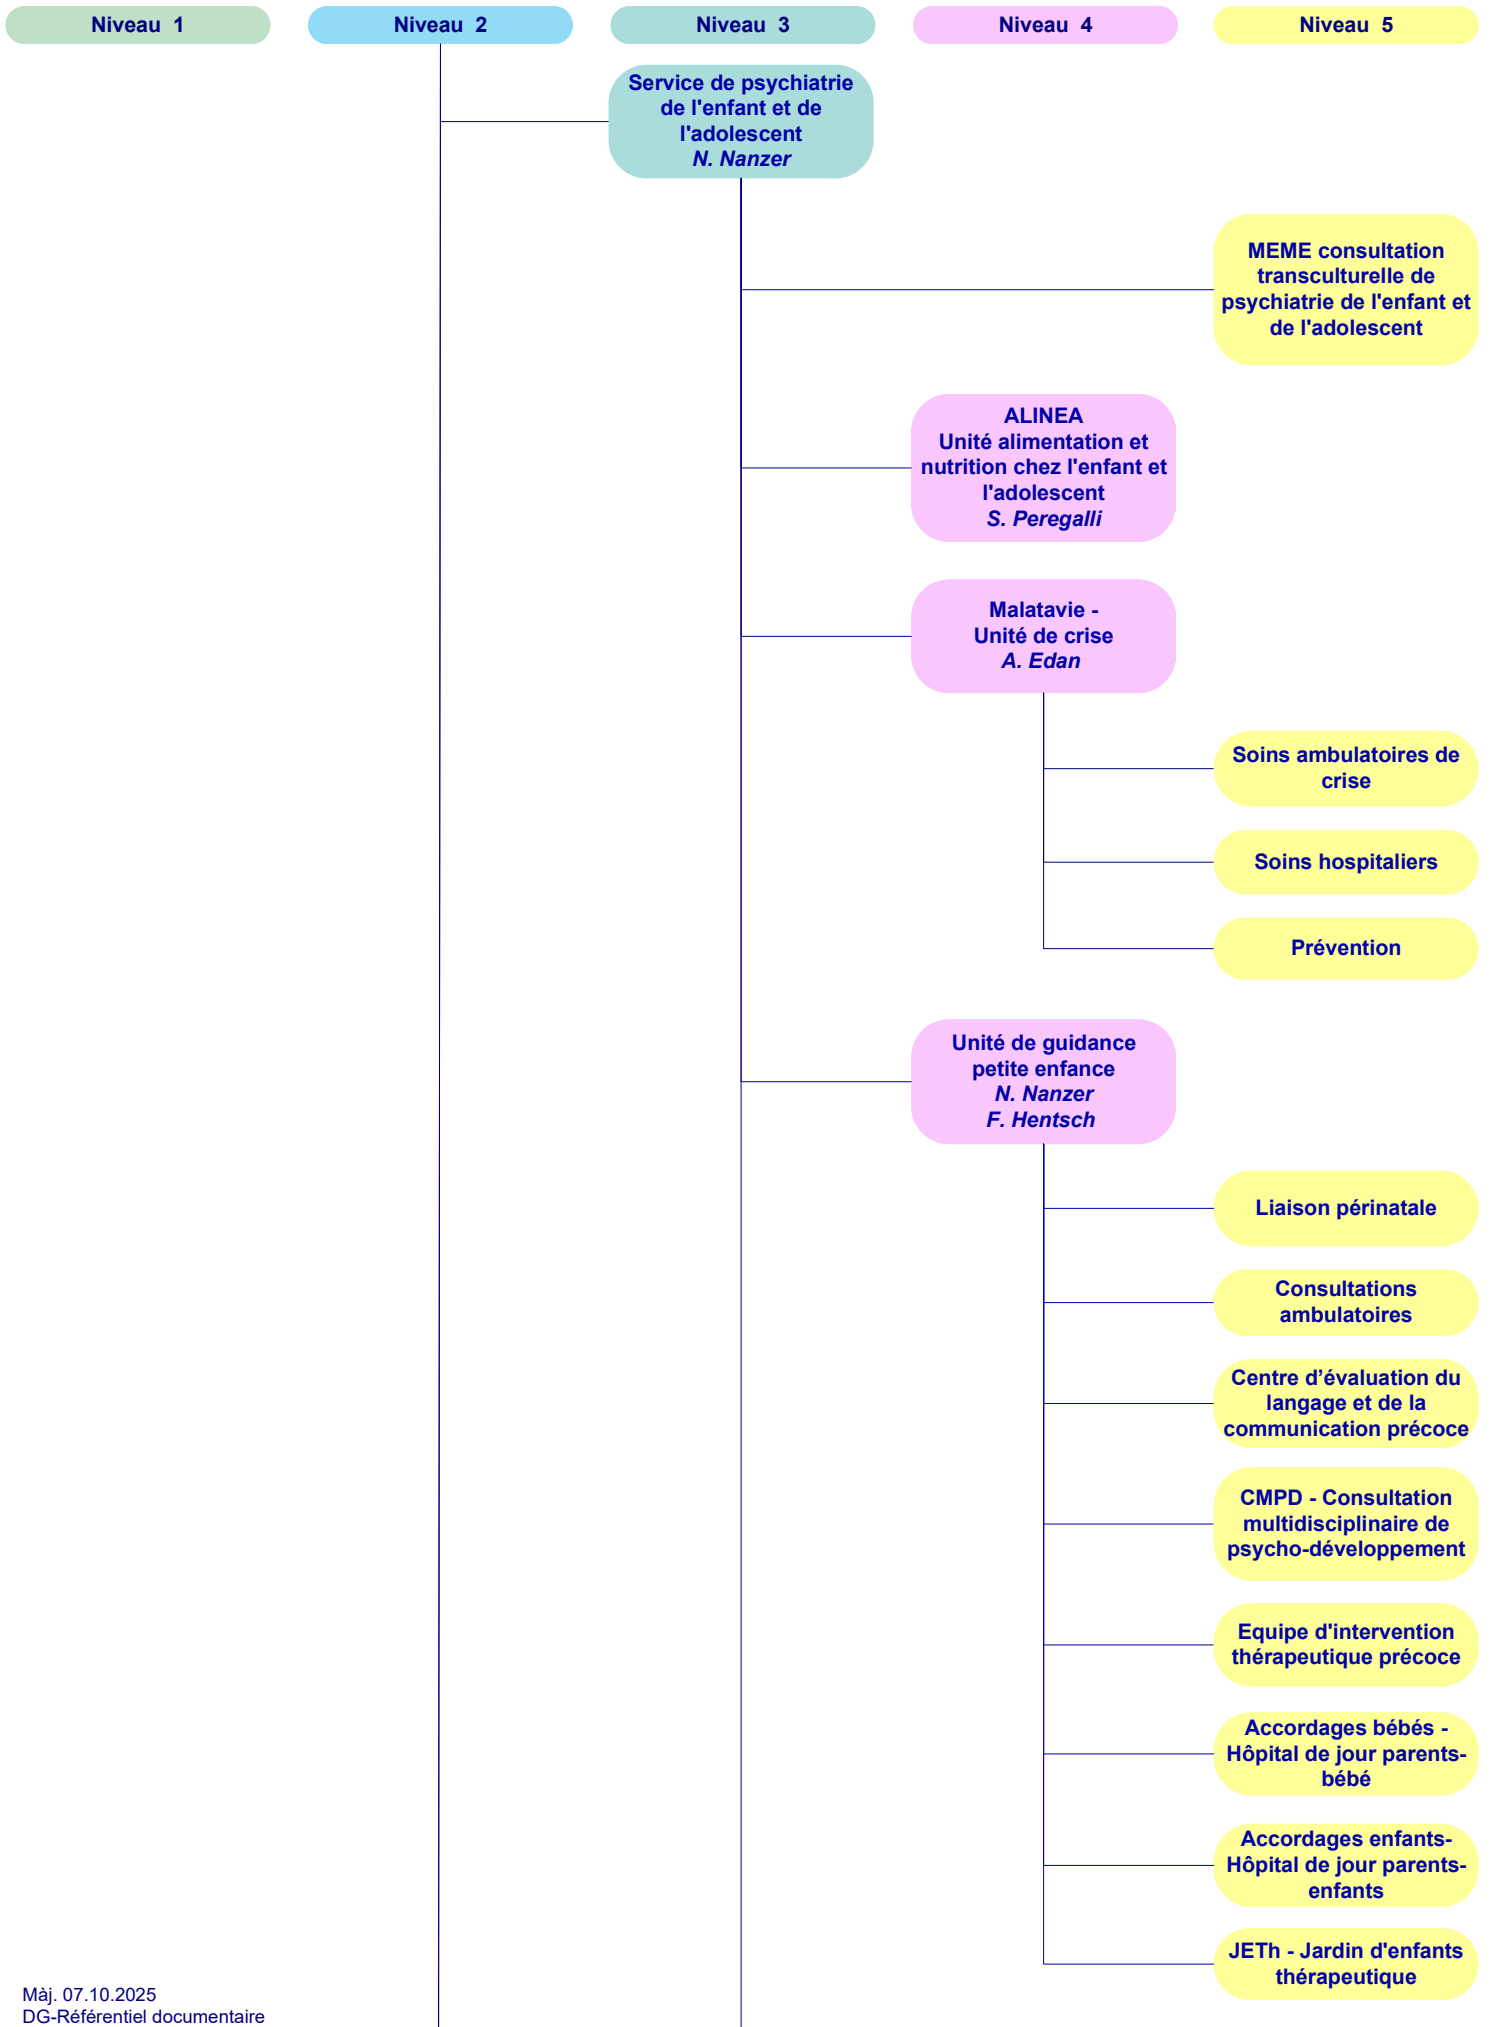 Niveau 1
Niveau 2
Niveau 3
Niveau 4
Niveau 5
Service de psychiatrie
de l'enfant et de
l'adolescent
N. Nanzer
MEME consultation
transculturelle de
psychiatrie de l'enfant et
de l'adolescent
ALINEA
Unité alimentation et
nutrition chez l'enfant et
l'adolescent
S. Peregalli
Malatavie -
Unité de crise
A. Edan
Soins ambulatoires de
crise
Soins hospitaliers
Prévention
Unité de guidance
petite enfance
N. Nanzer
F. Hentsch
Liaison périnatale
Consultations
ambulatoires
Centre d’évaluation du
langage et de la
communication précoce
CMPD - Consultation
multidisciplinaire de
psycho-développement
Equipe d'intervention
thérapeutique précoce
Accordages bébés -
Hôpital de jour parents-
bébé
Accordages enfants-
Hôpital de jour parents-
enfants
JETh - Jardin d'enfants
thérapeutique
Màj. 07.10.2025
DG-Référentiel documentaire